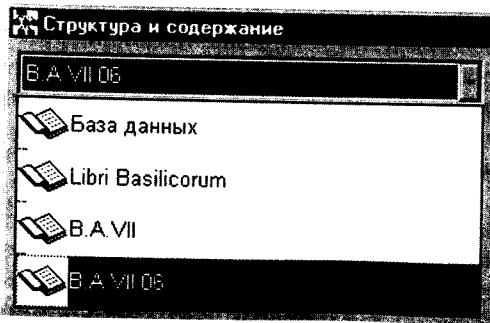 Структура и содержание
B.A.VII.06
База данных
Libri Basilicorum
B.A.VII
B.A.VII.06